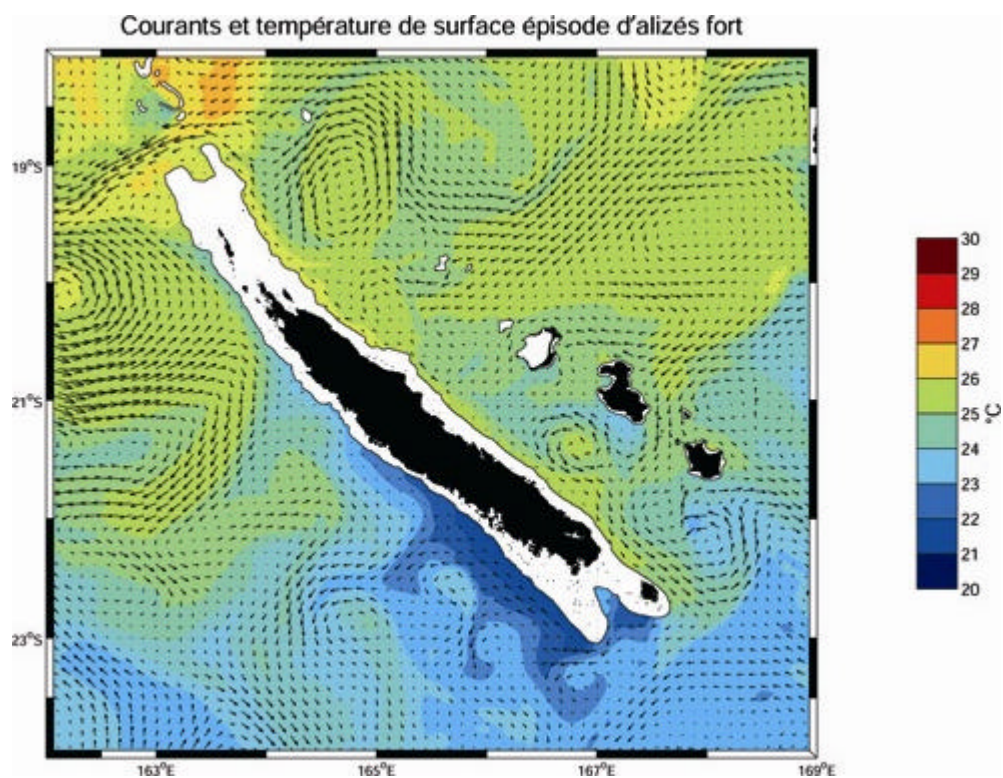 Courants et température de surface épisode d'alizés fort
19°S
21°S
23°S
163°E
165°E
167°E
169°E
30
29
28
27
26
25
24
23
22
21
20
°C